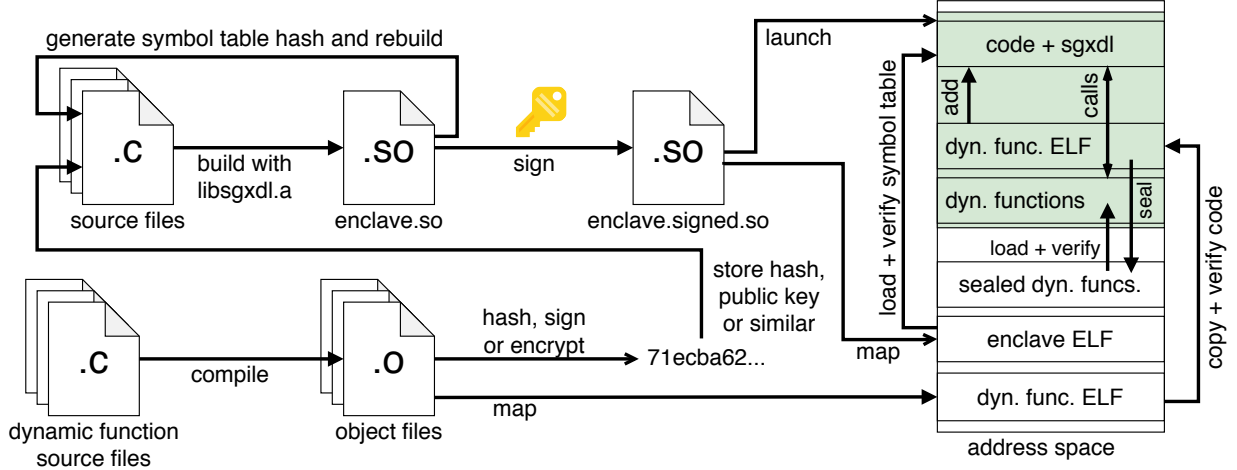 generate symbol table hash and rebuild
.C
source files
build with
libsgxdl.a
.SO
enclave.so
sign
.SO
enclave.signed.so
launch
load + verify symbol table
code + sgxdl
add
calls
dyn. func. ELF
dyn. functions
seal
load + verify
sealed dyn. funcs.
enclave ELF
dyn. func. ELF
address space
copy + verify code
.C
dynamic function
source files
compile
.O
object files
hash, sign
or encrypt
71ecba62...
store hash,
public key
or similar
map
map